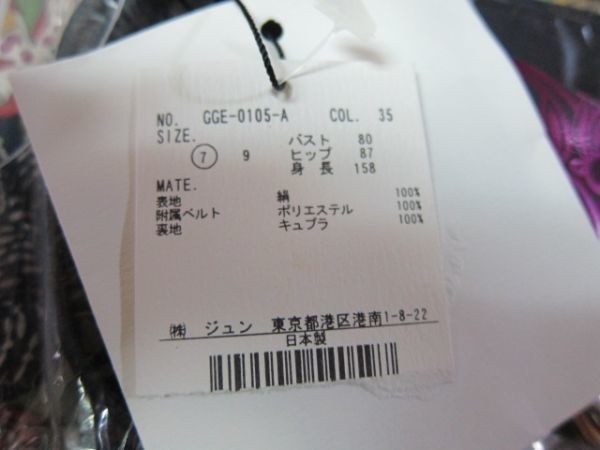 NO. GGE-0105-A COL. 35
SIZE. バスト 80
7 9 ヒップ 87
身長 158
MATE.
表地 絹 100%
附属ベルト ポリエステル 100%
裏地 キュプラ 100%
㈱ ジュン 東京都港区港南1-8-22
日本製